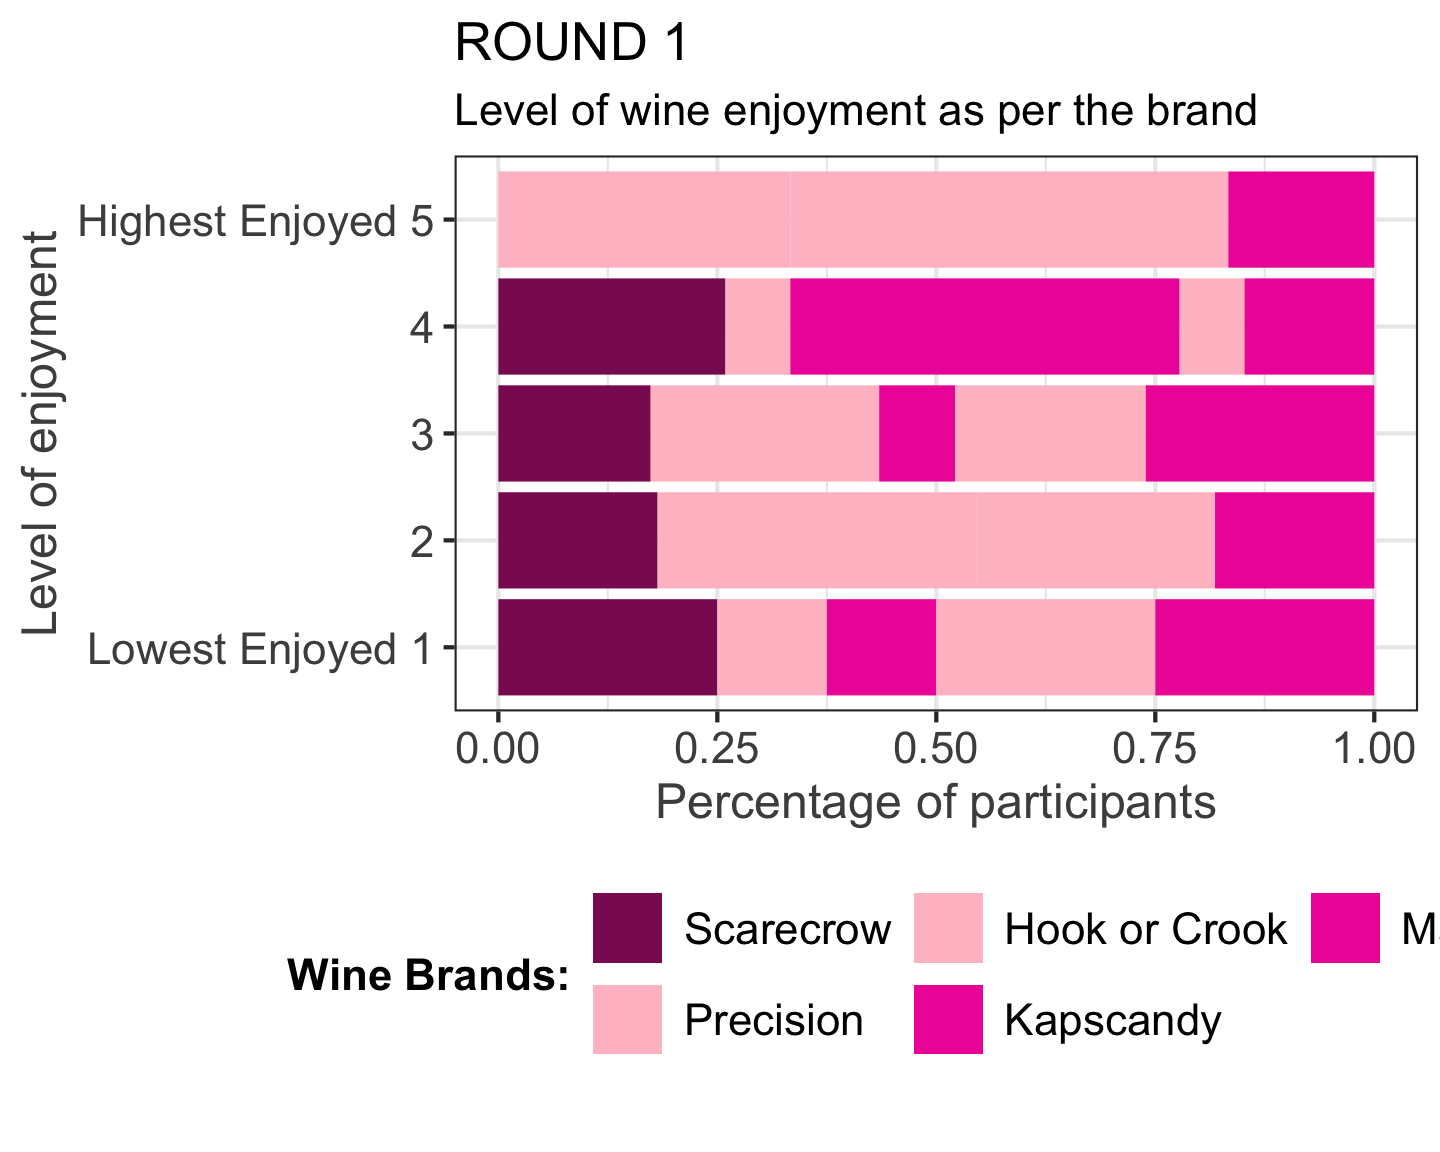 ROUND 1
Level of wine enjoyment as per the brand
Level of enjoyment
Highest Enjoyed 5
4
3
2
Lowest Enjoyed 1
0.00 0.25 0.50 0.75 1.00
Percentage of participants
Wine Brands:
Scarecrow Hook or Crook
Precision Kapscandy